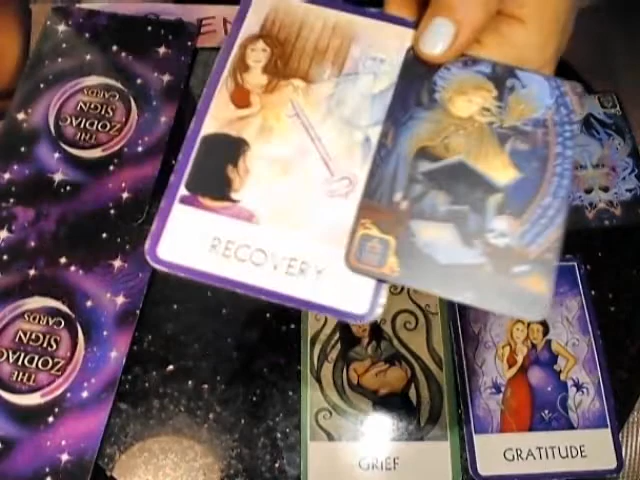 THE
ZODIAC
SIGN
CARDS
THE
ZODIAC
SIGN
CARDS
RECOVERY
GRIEF
GRATITUDE